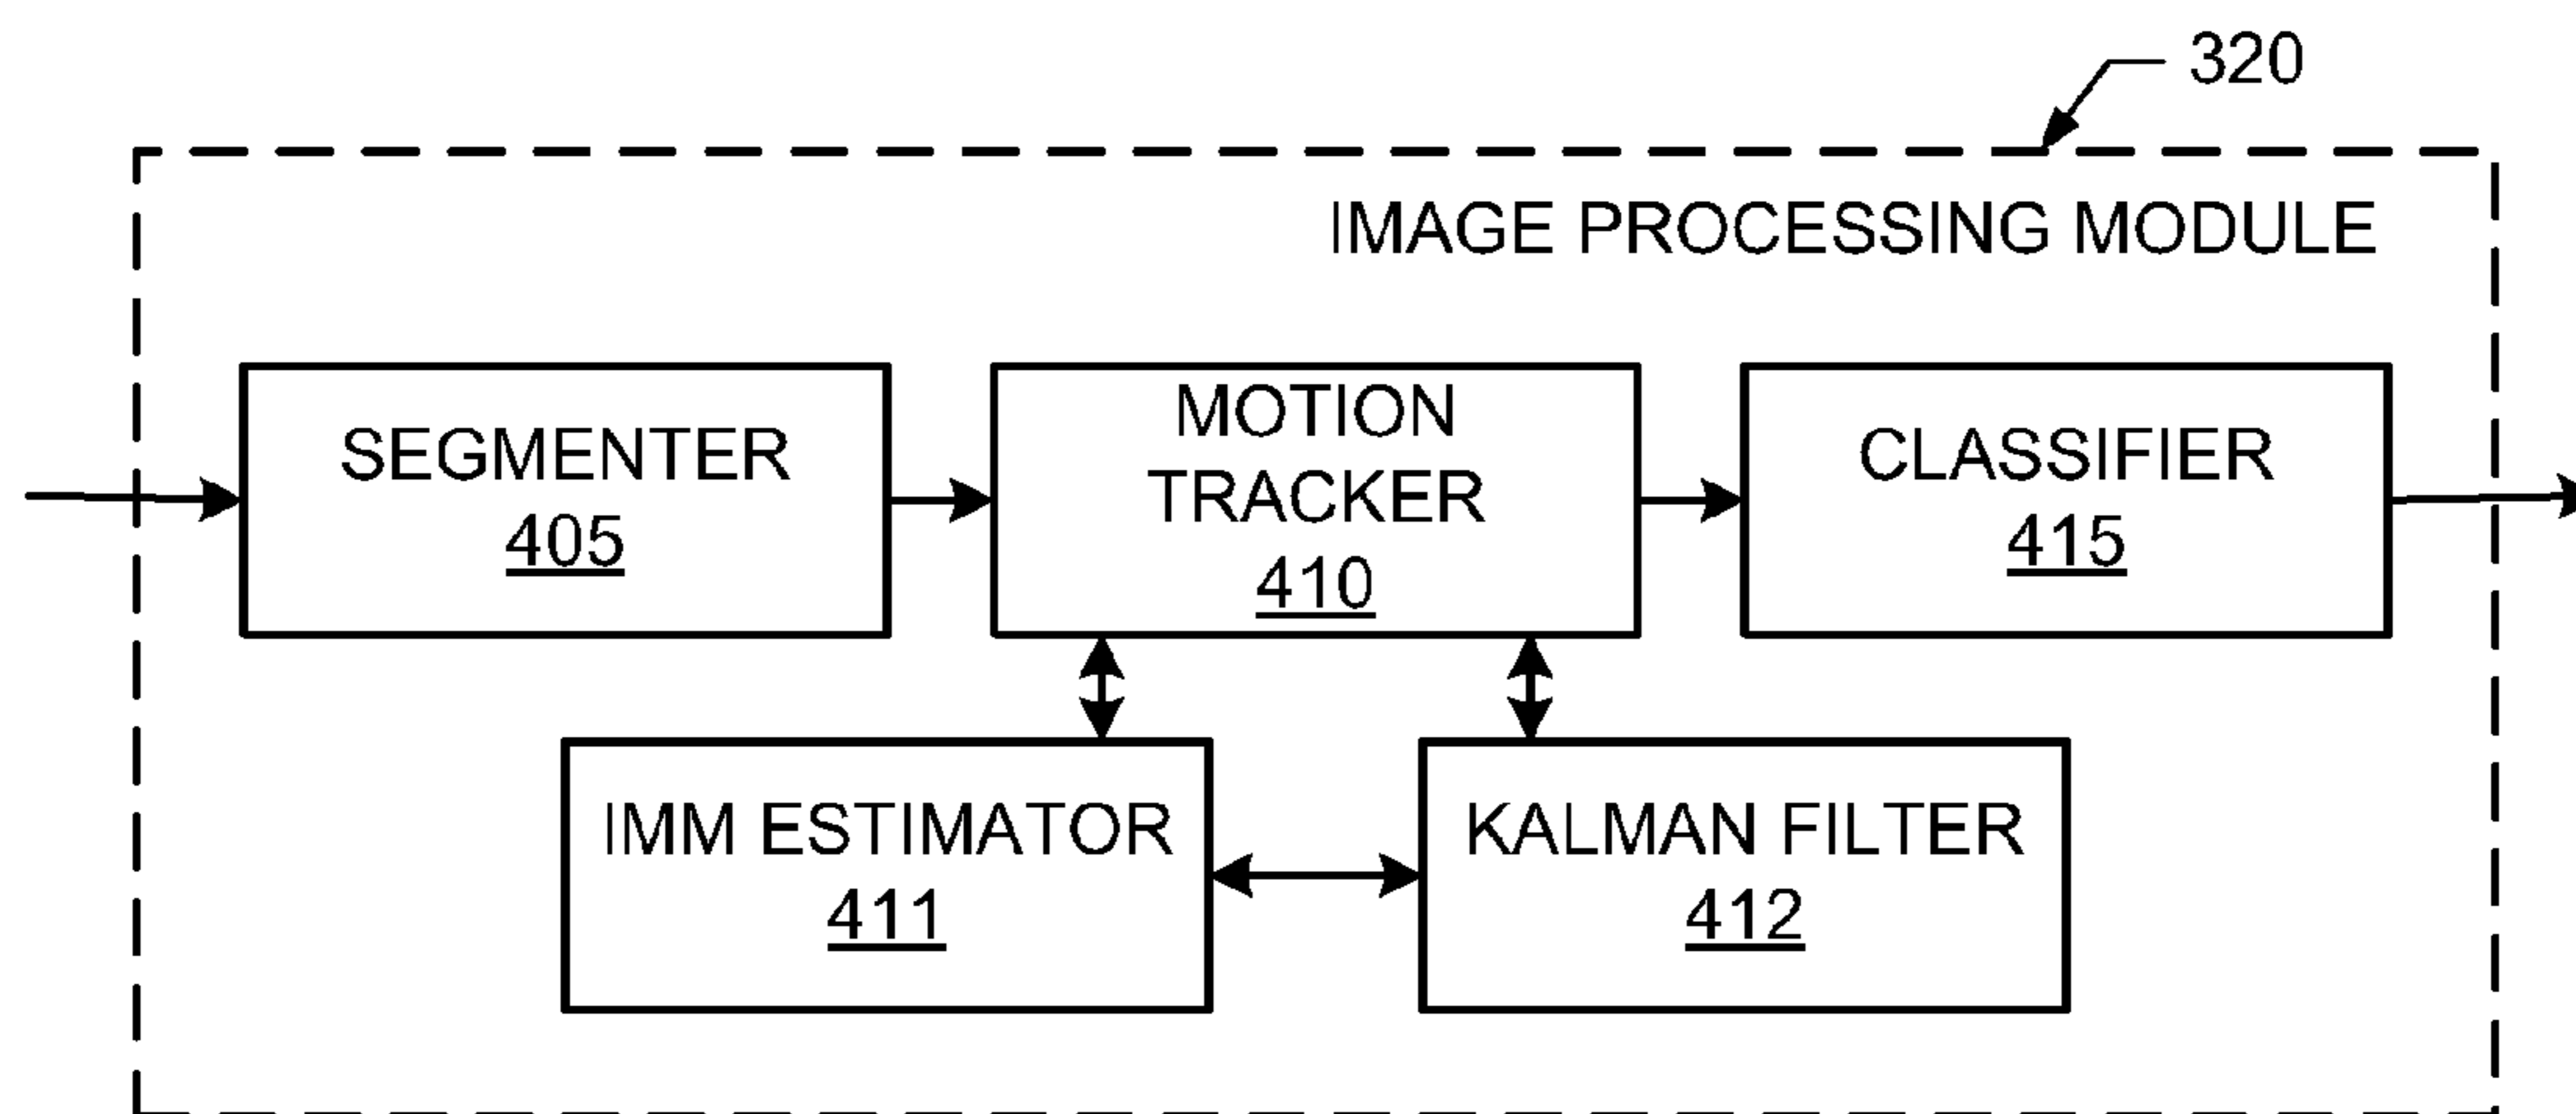 320
IMAGE PROCESSING MODULE
SEGMENTER
405
MOTION
TRACKER
410
CLASSIFIER
415
IMM ESTIMATOR
411
KALMAN FILTER
412